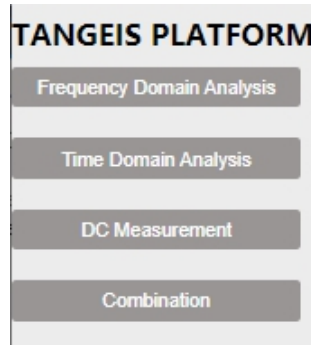 TANGEIS PLATFORM
Frequency Domain Analysis
Time Domain Analysis
DC Measurement
Combination